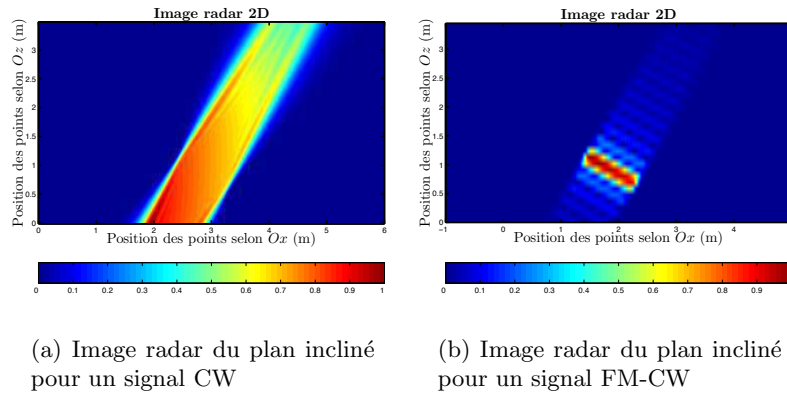 Image radar 2D
Position des points selon Oz (m)
3
2.5
2
1.5
1
0.5
0
0 1 2 3 4 5 6
Position des points selon Ox (m)
0 0.1 0.2 0.3 0.4 0.5 0.6 0.7 0.8 0.9 1
(a) Image radar du plan incliné
pour un signal CW
Image radar 2D
Position des points selon Oz (m)
3
2.5
2
1.5
1
0.5
0
−1 0 1 2 3 4
Position des points selon Ox (m)
0 0.1 0.2 0.3 0.4 0.5 0.6 0.7 0.8 0.9
(b) Image radar du plan incliné
pour un signal FM-CW